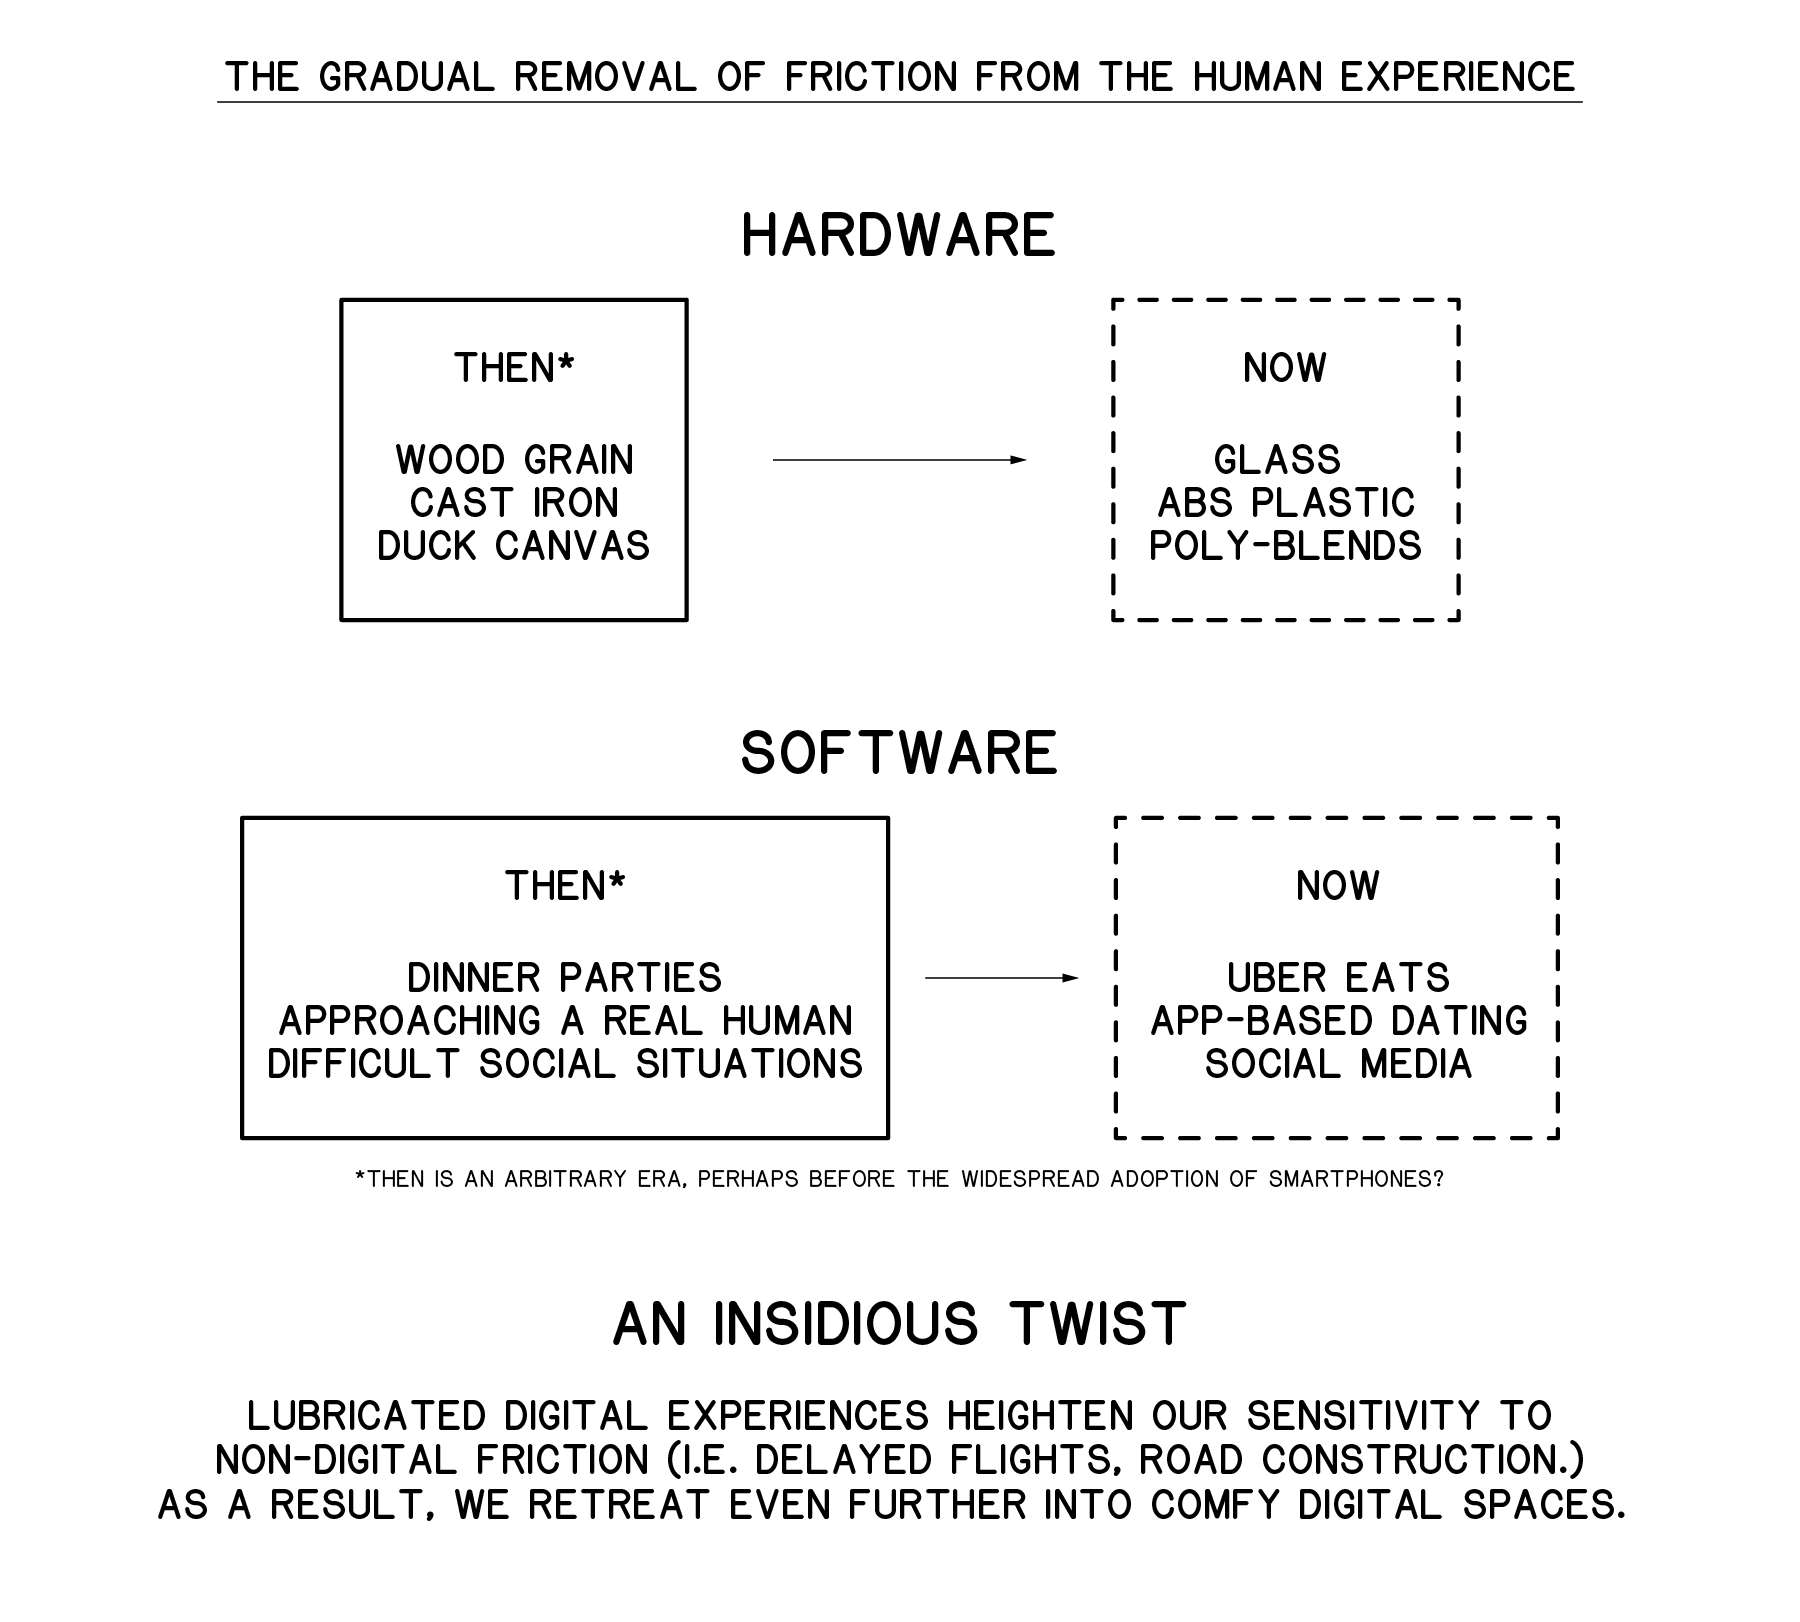 THE GRADUAL REMOVAL OF FRICTION FROM THE HUMAN EXPERIENCE
HARDWARE
THEN*
WOOD GRAIN
CAST IRON
DUCK CANVAS
NOW
GLASS
ABS PLASTIC
POLY-BLENDS
SOFTWARE
THEN*
DINNER PARTIES
APPROACHING A REAL HUMAN
DIFFICULT SOCIAL SITUATIONS
NOW
UBER EATS
APP-BASED DATING
SOCIAL MEDIA
*THEN IS AN ARBITRARY ERA, PERHAPS BEFORE THE WIDESPREAD ADOPTION OF SMARTPHONES?
AN INSIDIOUS TWIST
LUBRICATED DIGITAL EXPERIENCES HEIGHTEN OUR SENSITIVITY TO
NON-DIGITAL FRICTION (I.E. DELAYED FLIGHTS, ROAD CONSTRUCTION.)
AS A RESULT, WE RETREAT EVEN FURTHER INTO COMFY DIGITAL SPACES.